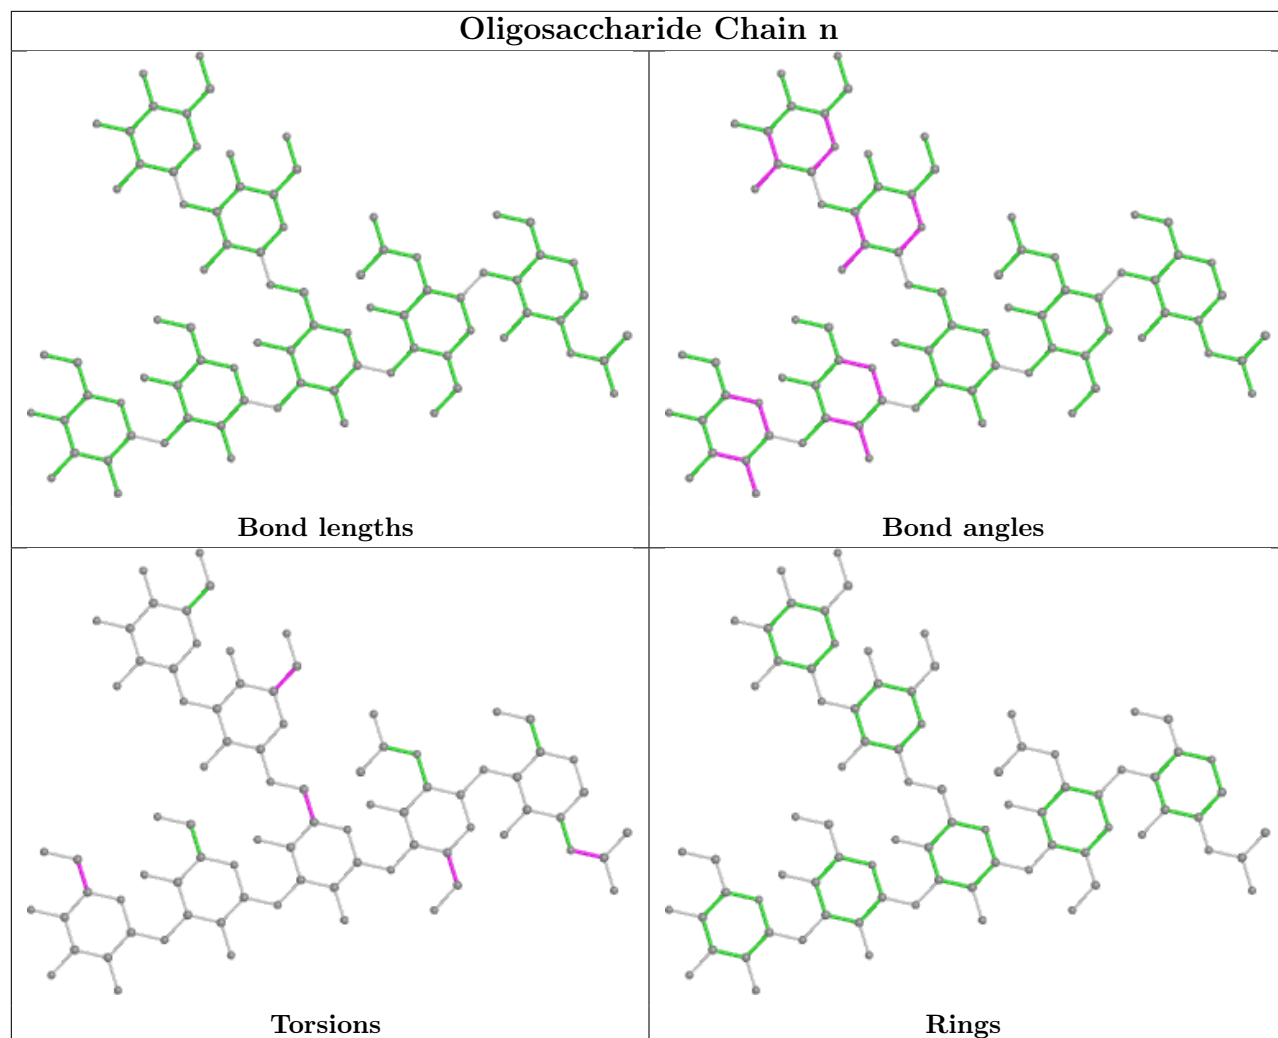 Oligosaccharide Chain n
Bond lengths
Bond angles
Torsions
Rings